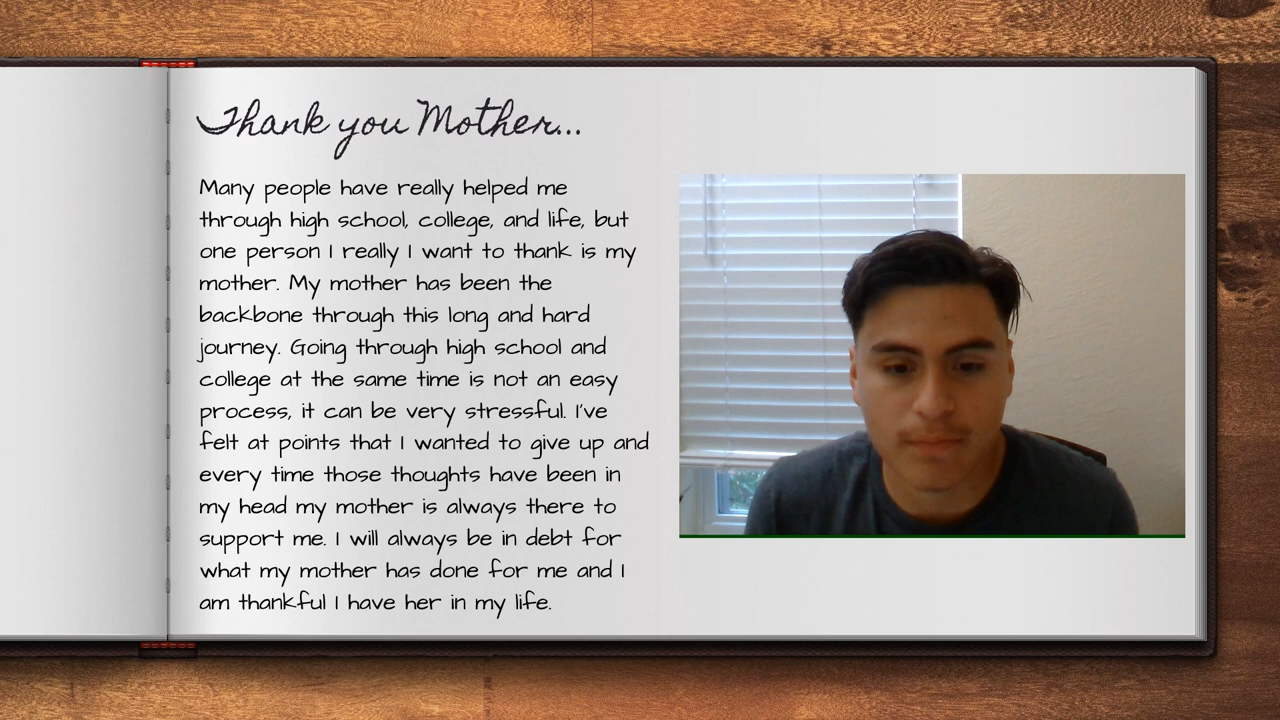 Thank you Mother...
Many people have really helped me
through high school, college, and life, but
one person I really I want to thank is my
mother. My mother has been the
backbone through this long and hard
journey. Going through high school and
college at the same time is not an easy
process, it can be very stressful. I've
felt at points that I wanted to give up and
every time those thoughts have been in
my head my mother is always there to
support me. I will always be in debt for
what my mother has done for me and I
am thankful I have her in my life.